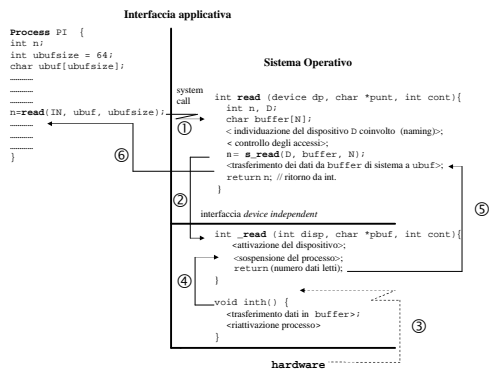 Interfaccia applicativa
Process PI {
int n;
int ubufsize = 64;
char ubuf[ubufsize];
…………
…………
n=read(IN, ubuf, ubufsize);
…………
…………
…………
}
⑥
system
call
①
Sistema Operativo
int read (device dp, char *punt, int cont){
int n, D;
char buffer[N];
< individuazione del dispositivo D coinvolto (naming)>;
< controllo degli accessi>;
n= s_read(D, buffer, N);
<trasferimento dei dati da buffer di sistema a ubuf>;
return n; // ritorno da int.
}
②
⑤
interfaccia device independent
int _read (int disp, char *pbuf, int cont){
<attivazione del dispositivo>;
<sospensione del processo>;
return (numero dati letti);
}
④
void inth() {
<trasferimento dati in buffer>;
<riattivazione processo>
}
③
hardware